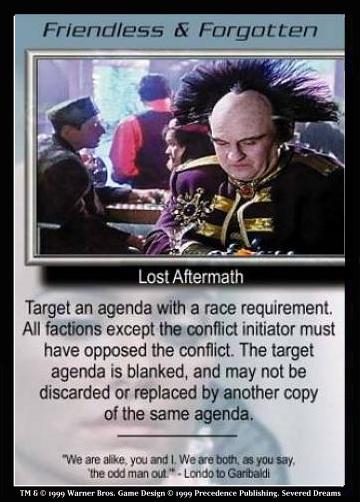 Friendless & Forgotten
Lost Aftermath
Target an agenda with a race requirement.
All factions except the conflict initiator must
have opposed the conflict. The target
agenda is blanked, and may not be
discarded or replaced by another copy
of the same agenda.
"We are alike, you and I. We are both, as you say,
'the odd man out.'" - Londo to Garibaldi
TM & © 1999 Warner Bros. Game Design © 1999 Precedence Publishing. Severed Dreams